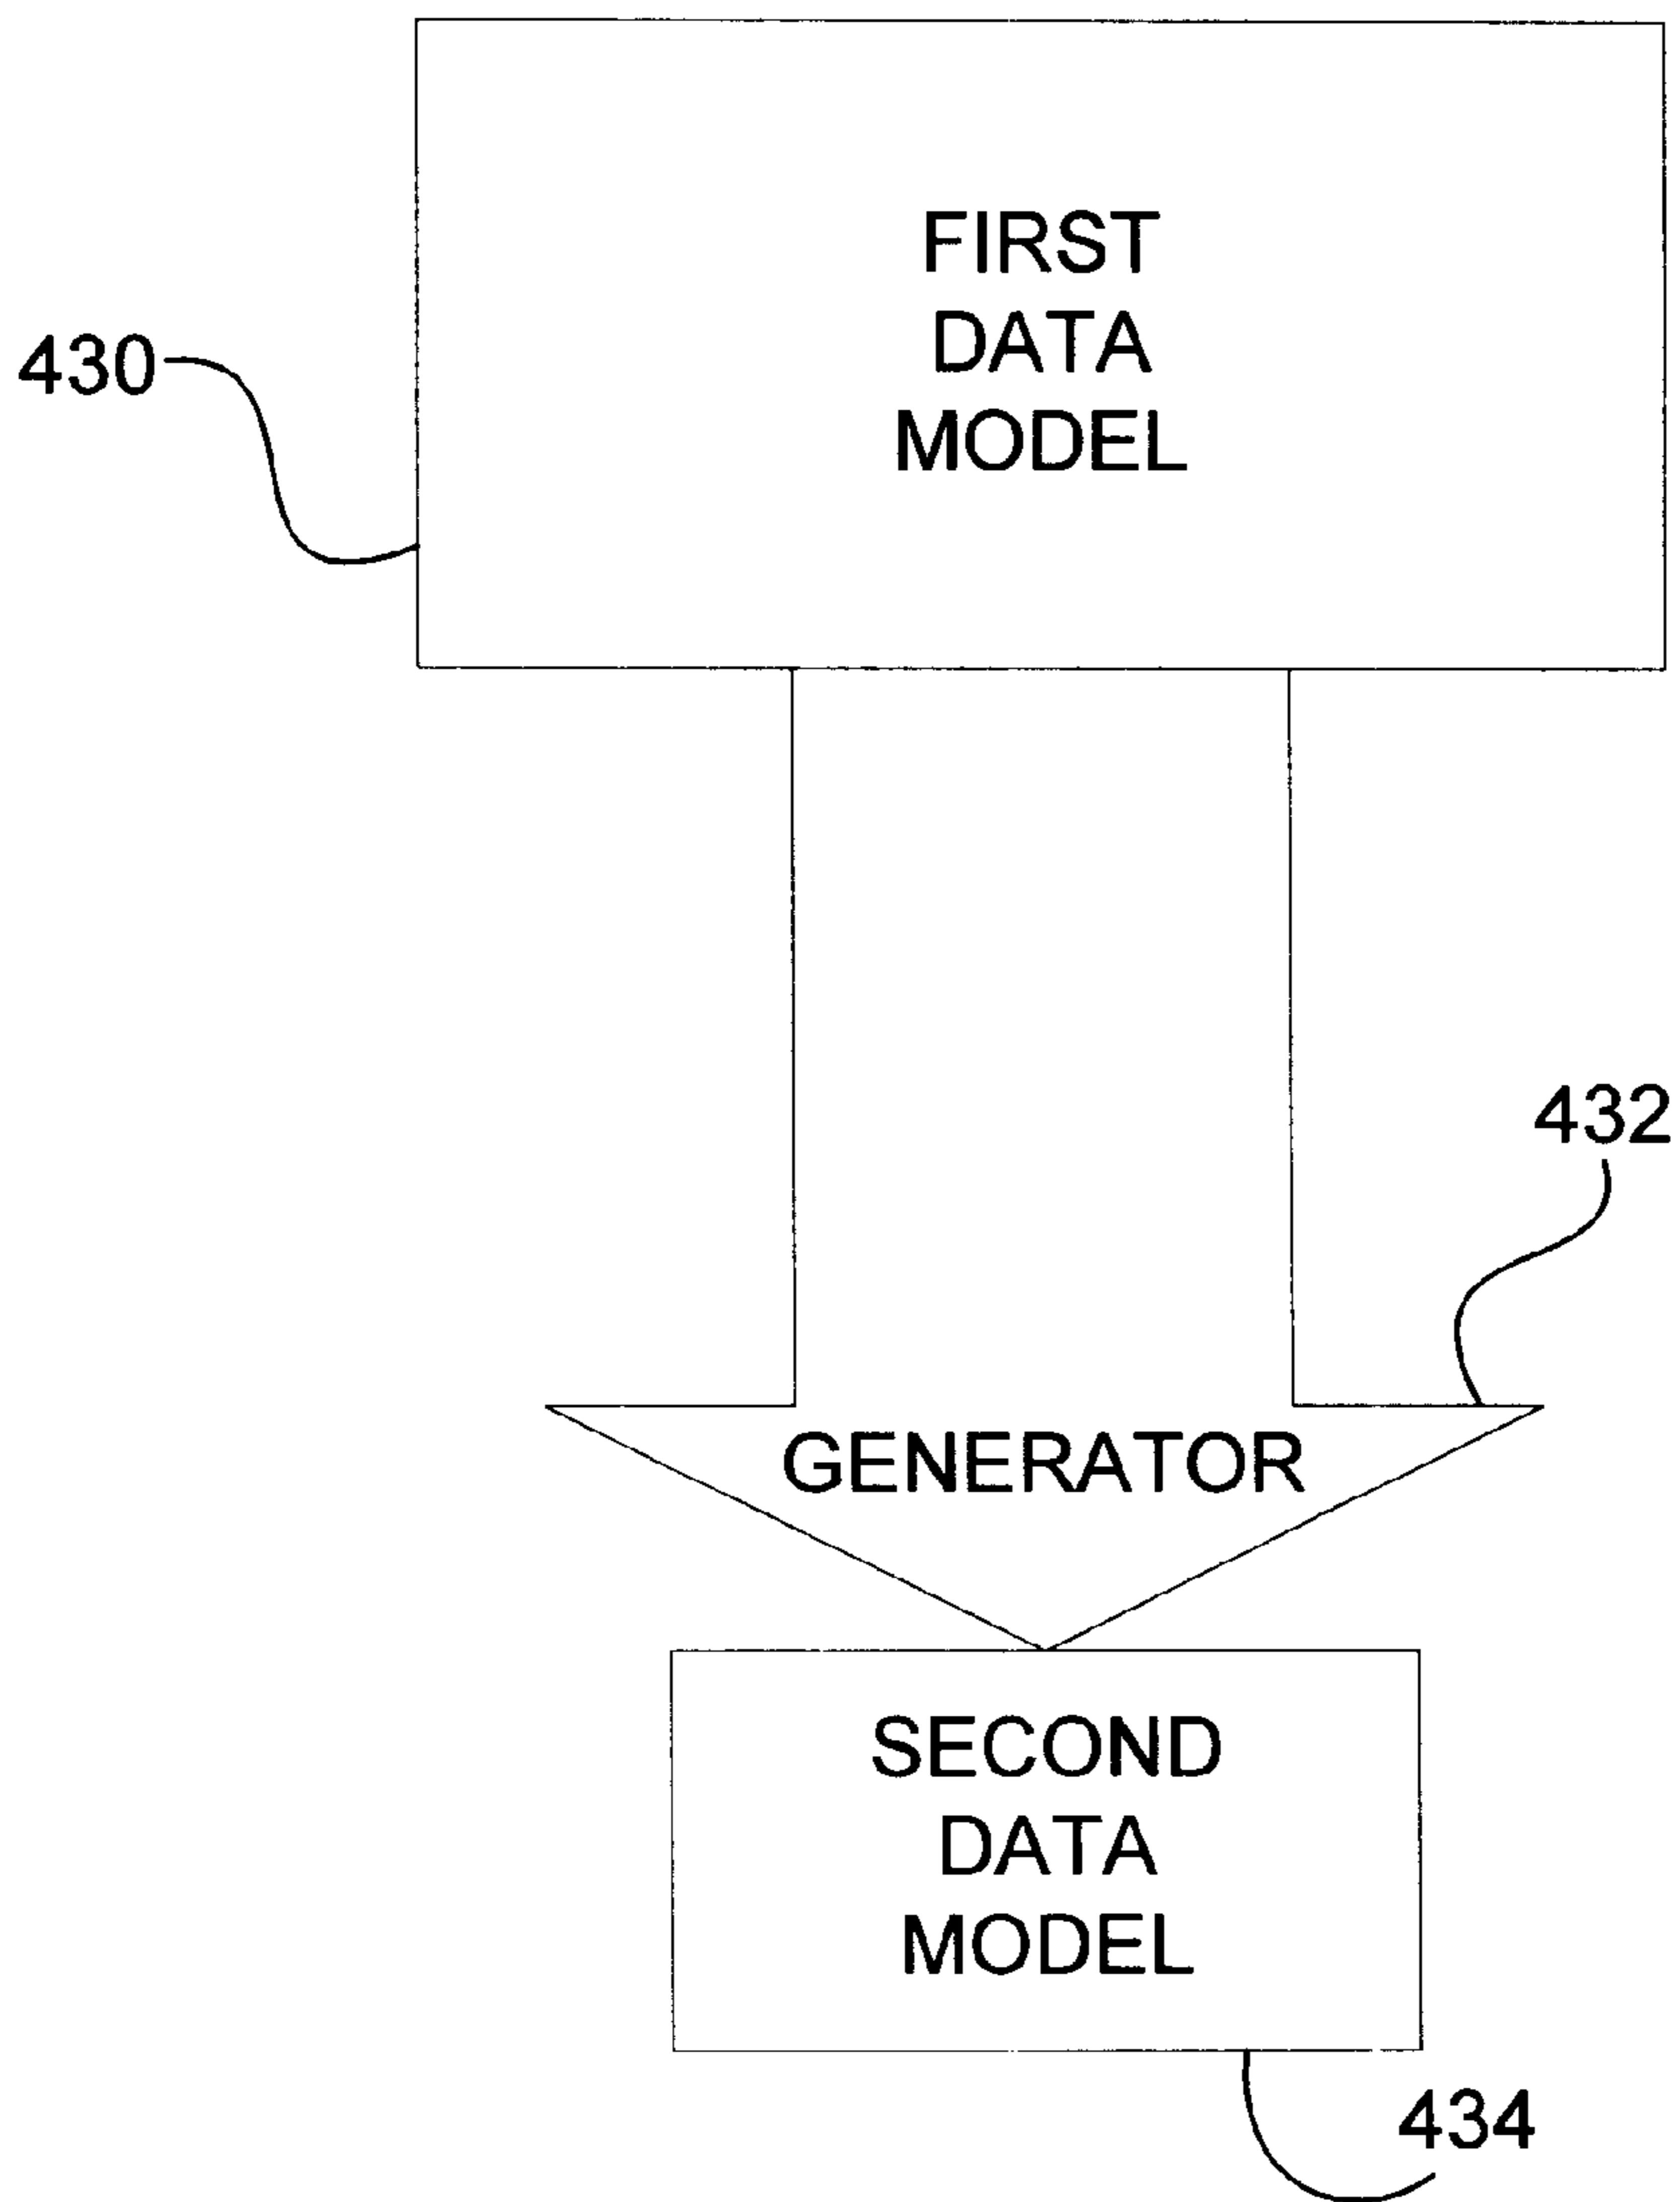 FIRST
DATA
MODEL
430
432
GENERATOR
SECOND
DATA
MODEL
434